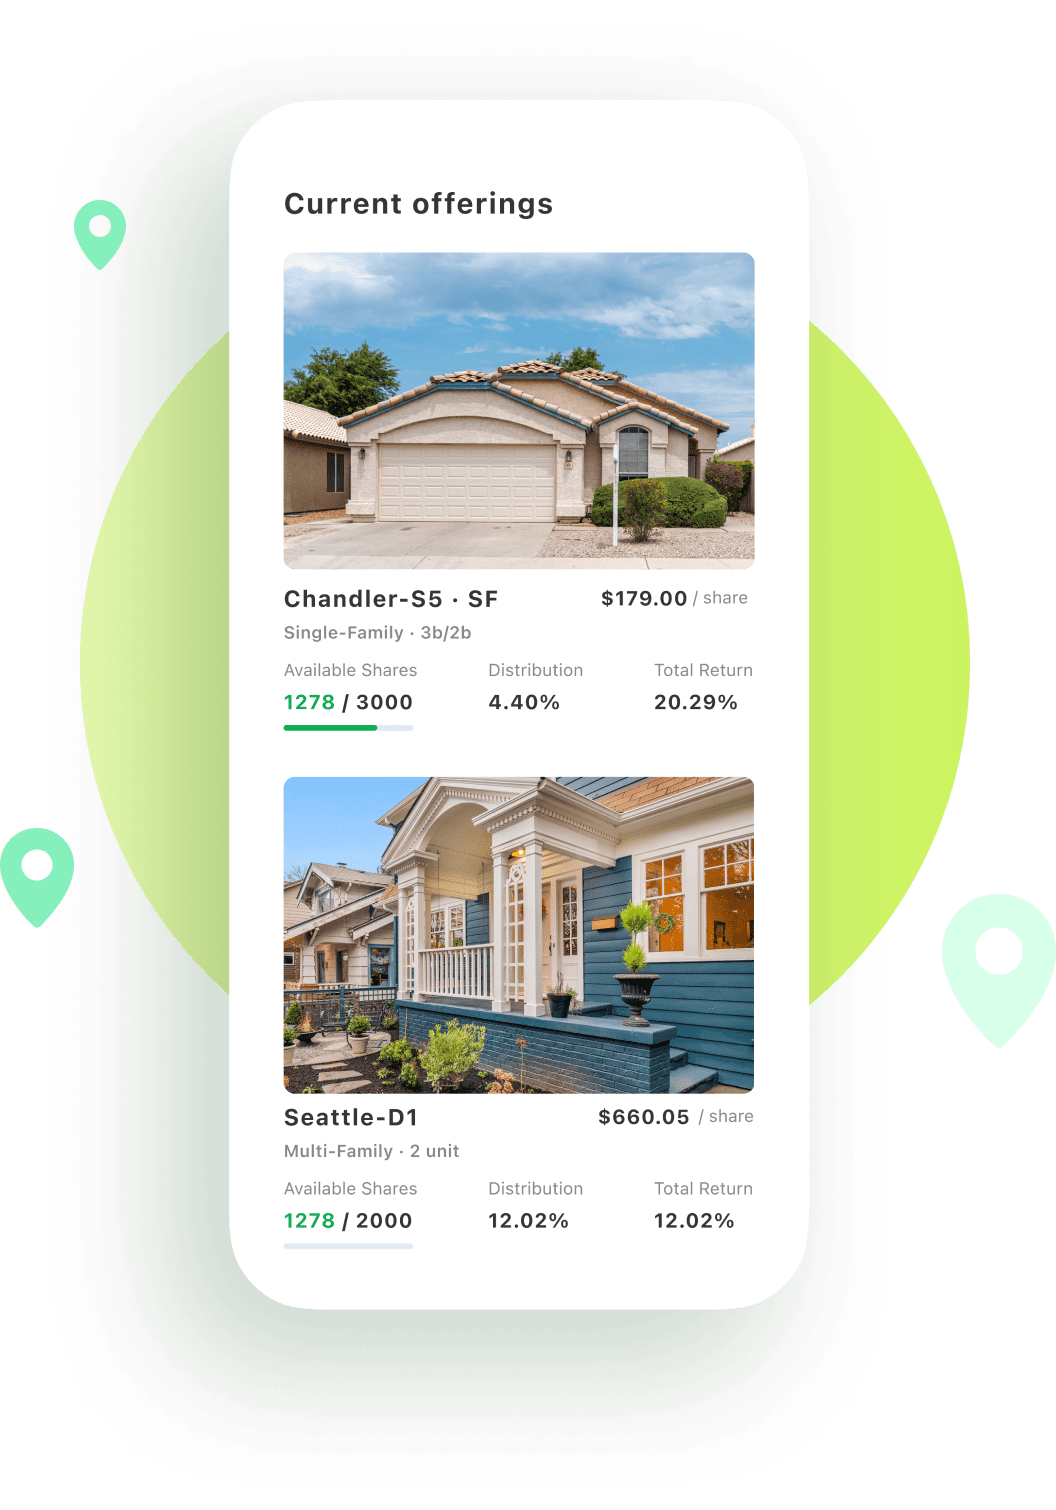 Current offerings
Chandler-S5 · SF $179.00 / share
Single-Family · 3b/2b
Available Shares Distribution Total Return
1278 / 3000 4.40% 20.29%
Seattle-D1 $660.05 / share
Multi-Family · 2 unit
Available Shares Distribution Total Return
1278 / 2000 12.02% 12.02%